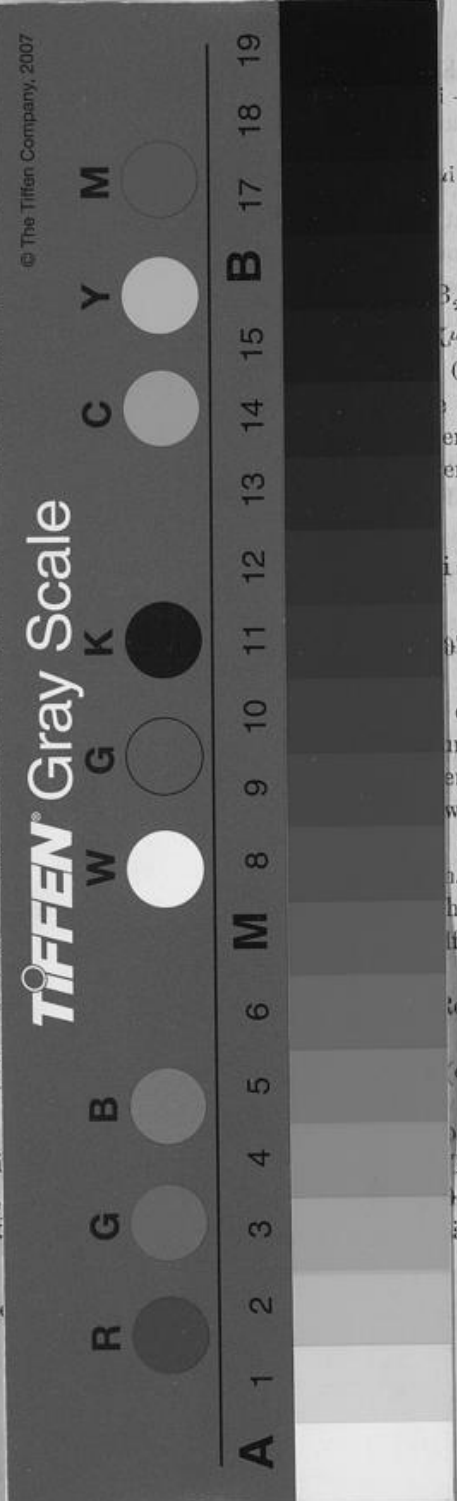 © The Tiffen Company, 2007
TIFFEN® Gray Scale
R G B W G K C Y M
A 1 2 3 4 5 6 M 8 9 10 11 12 13 14 15 B 17 18 19